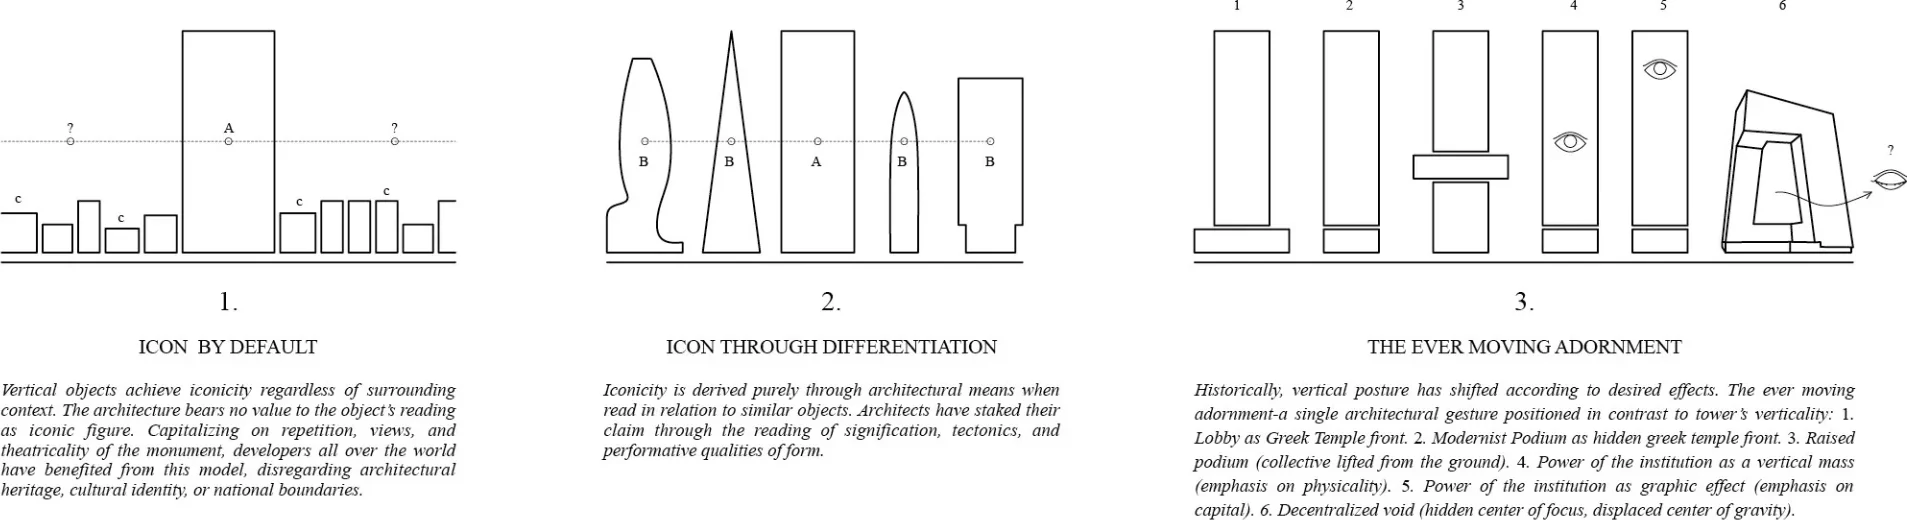 ? A ?
c c c c
1.
ICON BY DEFAULT
Vertical objects achieve iconicity regardless of surrounding
context. The architecture bears no value to the object's reading
as iconic figure. Capitalizing on repetition, views, and
theatricality of the monument, developers all over the world
have benefited from this model, disregarding architectural
heritage, cultural identity, or national boundaries.
B B A B B
2.
ICON THROUGH DIFFERENTIATION
Iconicity is derived purely through architectural means when
read in relation to similar objects. Architects have staked their
claim through the reading of signification, tectonics, and
performative qualities of form.
1 2 3 4 5 6
?
3.
THE EVER MOVING ADORNMENT
Historically, vertical posture has shifted according to desired effects. The ever moving
adornment-a single architectural gesture positioned in contrast to tower's verticality: 1.
Lobby as Greek Temple front. 2. Modernist Podium as hidden greek temple front. 3. Raised
podium (collective lifted from the ground). 4. Power of the institution as a vertical mass
(emphasis on physicality). 5. Power of the institution as graphic effect (emphasis on
capital). 6. Decentralized void (hidden center of focus, displaced center of gravity).